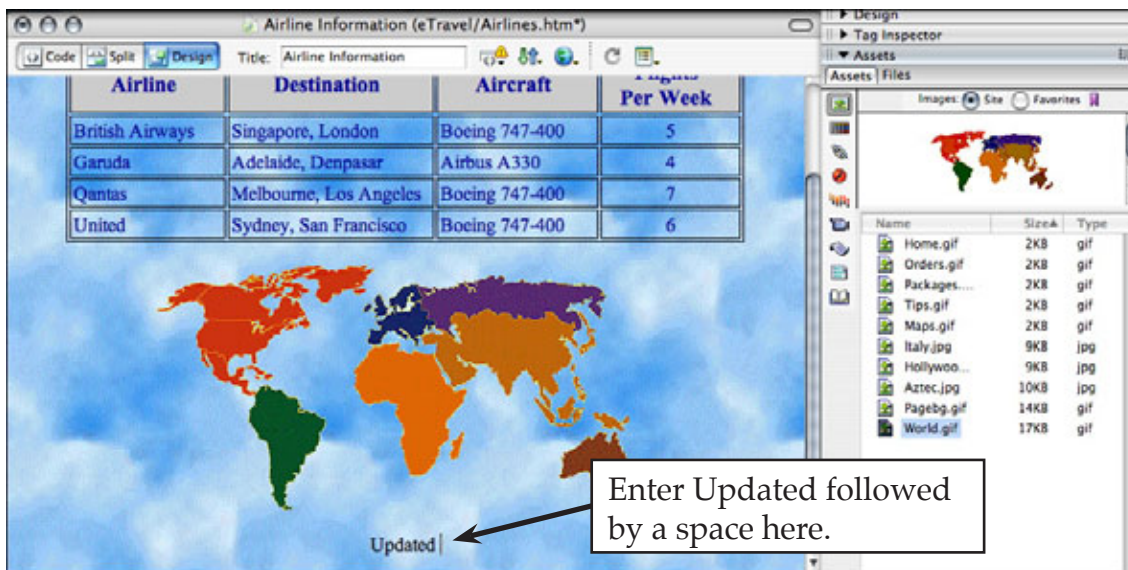 Airline Information (eTravel/Airlines.htm*)
Code Split Design Title: Airline Information
Airline Destination Aircraft Flights
Per Week
British Airways Singapore, London Boeing 747-400 5
Garuda Adelaide, Denpasar Airbus A330 4
Qantas Melbourne, Los Angeles Boeing 747-400 7
United Sydney, San Francisco Boeing 747-400 6
Updated
Enter Updated followed
by a space here.
Design
Tag Inspector
Assets
Assets Files
Images: Site Favorites
Name Size Type
Home.gif 2KB gif
Orders.gif 2KB gif
Packages.... 2KB gif
Tips.gif 2KB gif
Maps.gif 2KB gif
Italy.jpg 9KB jpg
Hollywoo... 9KB jpg
Aztec.jpg 10KB jpg
Pagebg.gif 14KB gif
World.gif 17KB gif